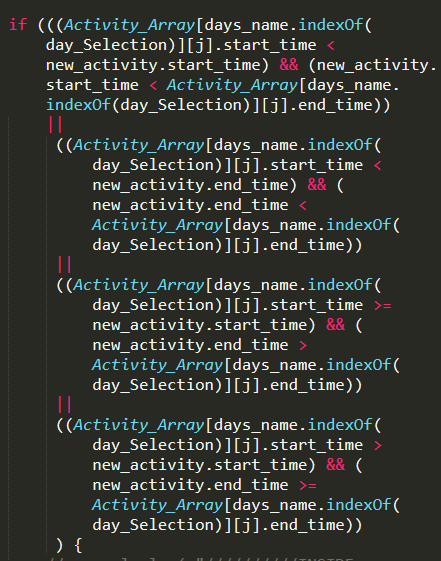 if (((Activity_Array[days_name.indexOf(
day_Selection)][j].start_time <
new_activity.start_time) && (new_activity.
start_time < Activity_Array[days_name.
indexOf(day_Selection)][j].end_time))
||
((Activity_Array[days_name.indexOf(
day_Selection)][j].start_time <
new_activity.end_time) && (
new_activity.end_time <
Activity_Array[days_name.indexOf(
day_Selection)][j].end_time))
||
((Activity_Array[days_name.indexOf(
day_Selection)][j].start_time >=
new_activity.start_time) && (
new_activity.end_time >
Activity_Array[days_name.indexOf(
day_Selection)][j].end_time))
||
((Activity_Array[days_name.indexOf(
day_Selection)][j].start_time >
new_activity.start_time) && (
new_activity.end_time >=
Activity_Array[days_name.indexOf(
day_Selection)][j].end_time))
) {